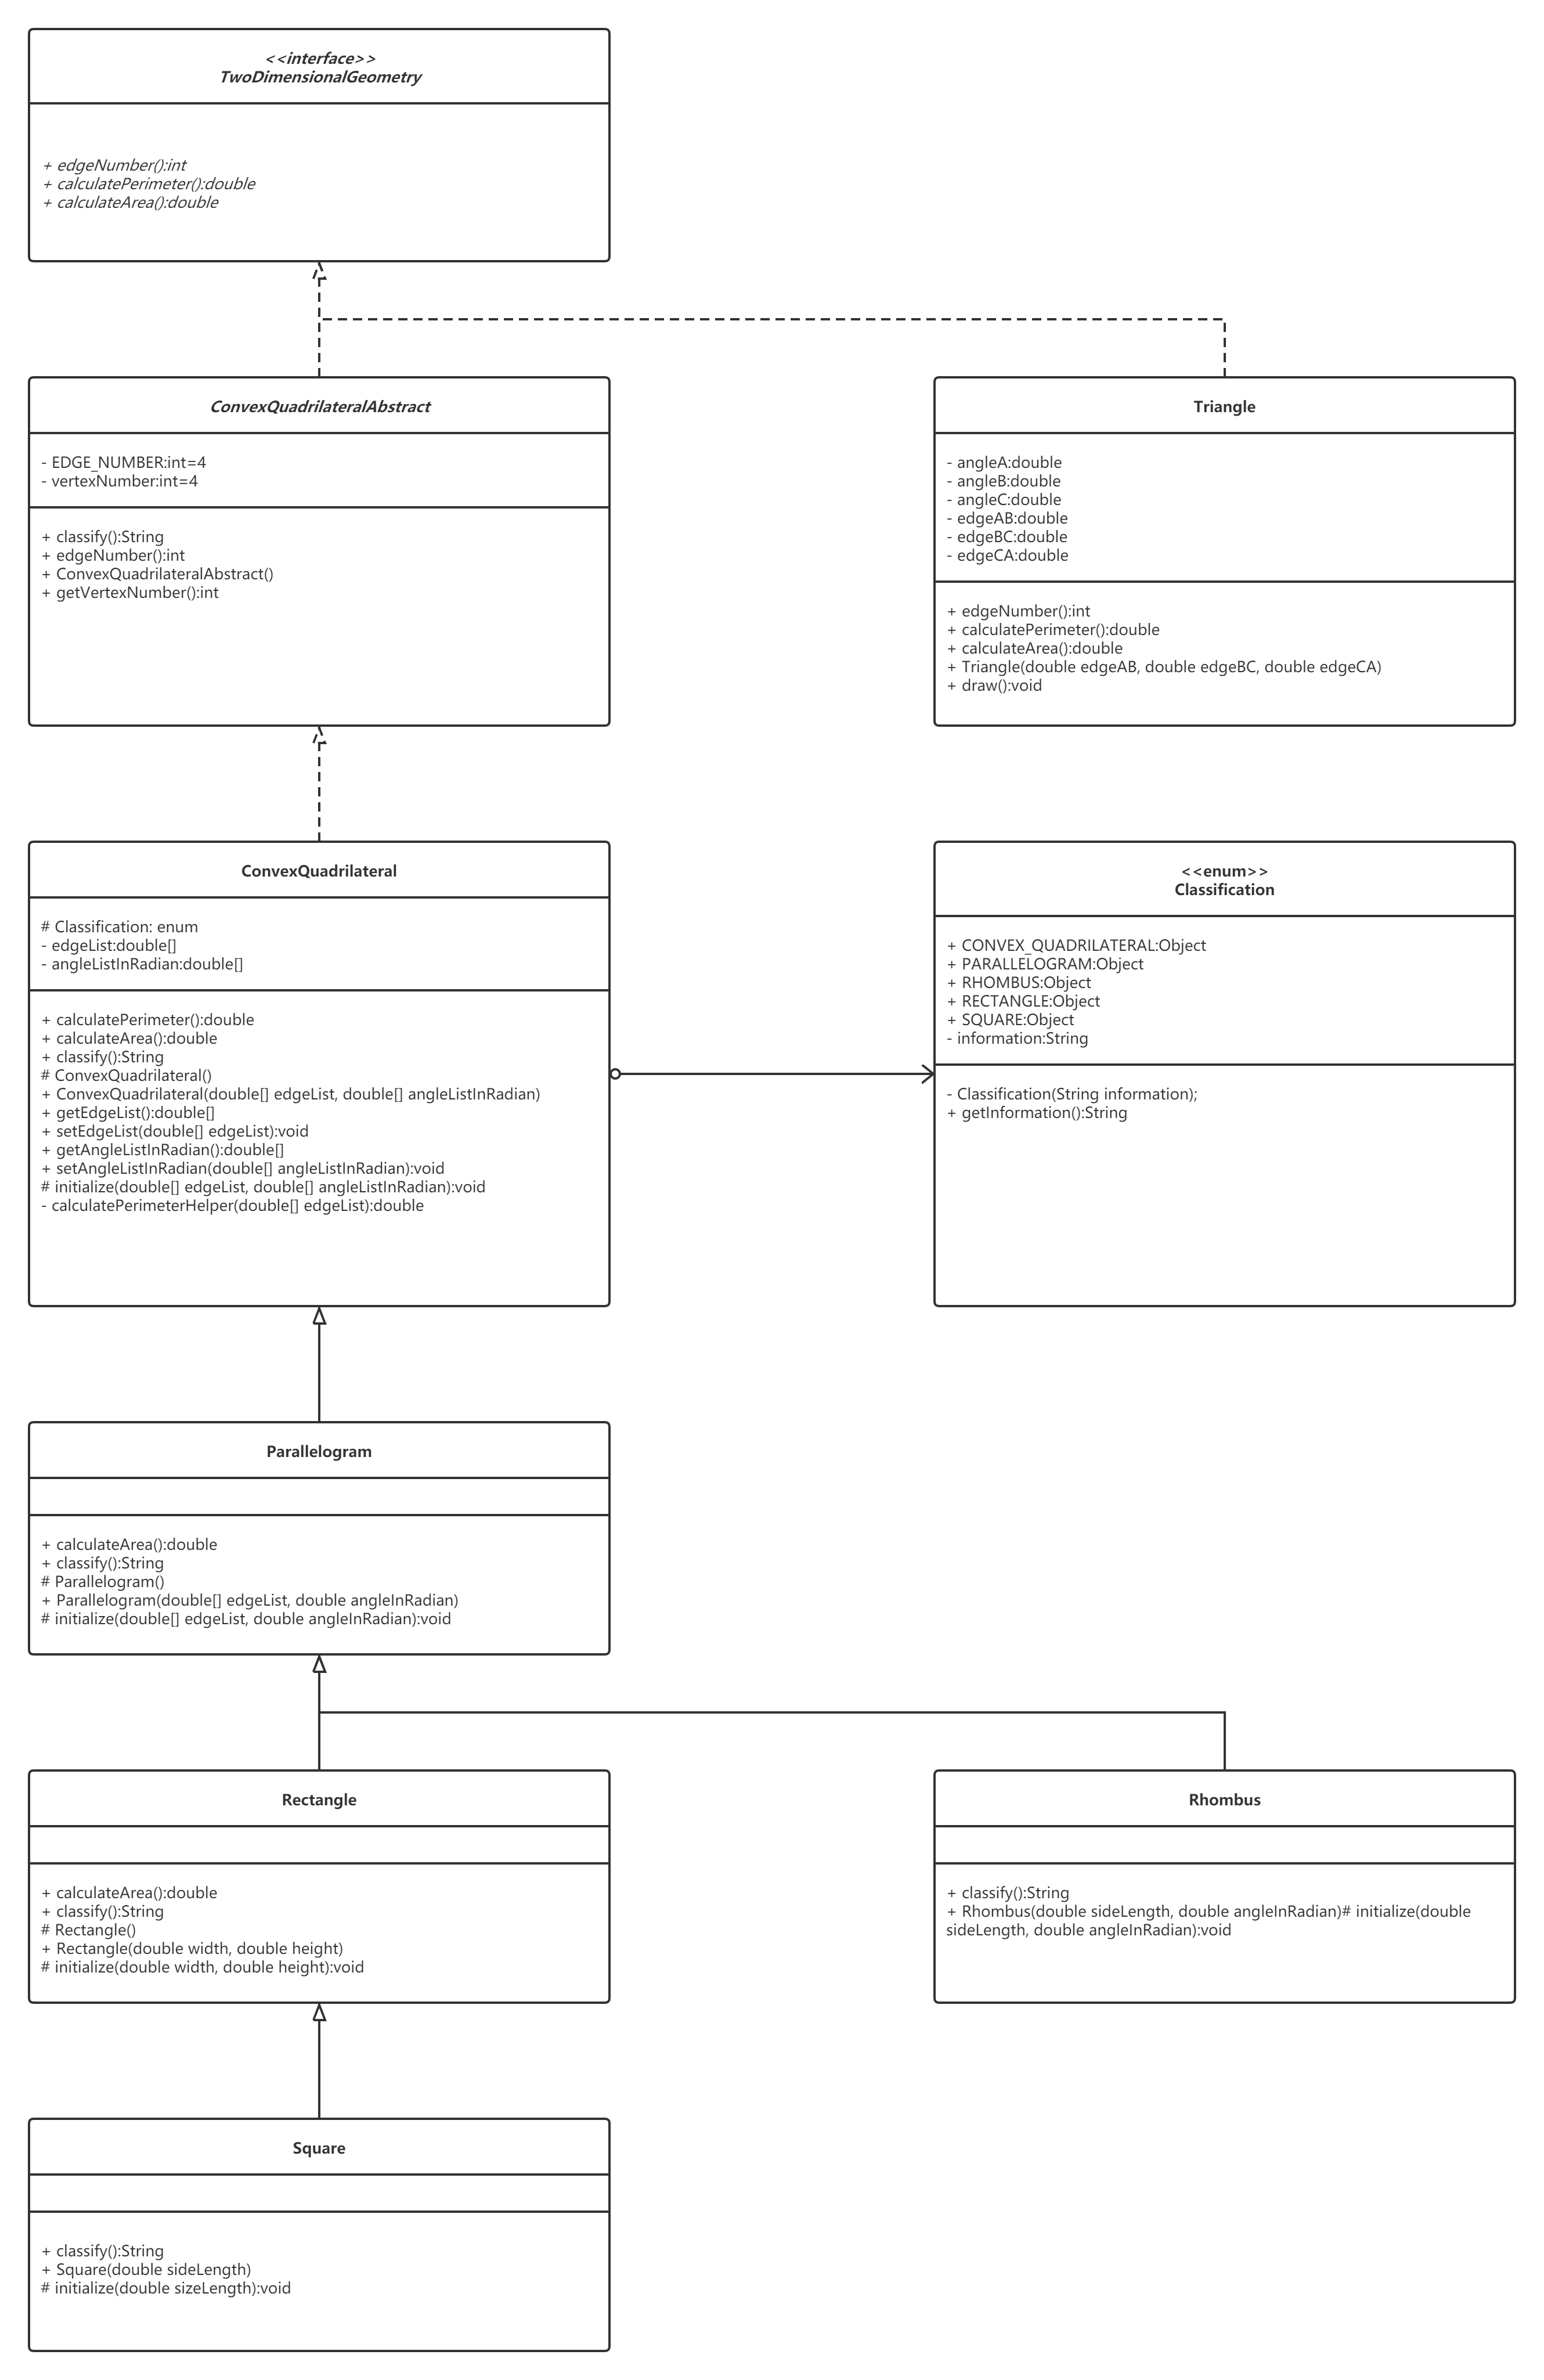 <<interface>>
TwoDimensionalGeometry
+ edgeNumber():int
+ calculatePerimeter():double
+ calculateArea():double
ConvexQuadrilateralAbstract
- EDGE_NUMBER:int=4
- vertexNumber:int=4
+ classify():String
+ edgeNumber():int
+ ConvexQuadrilateralAbstract()
+ getVertexNumber():int
Triangle
- angleA:double
- angleB:double
- angleC:double
- edgeAB:double
- edgeBC:double
- edgeCA:double
+ edgeNumber():int
+ calculatePerimeter():double
+ calculateArea():double
+ Triangle(double edgeAB, double edgeBC, double edgeCA)
+ draw():void
ConvexQuadrilateral
# Classification: enum
- edgeList:double[]
- angleListInRadian:double[]
+ calculatePerimeter():double
+ calculateArea():double
+ classify():String
# ConvexQuadrilateral()
+ ConvexQuadrilateral(double[] edgeList, double[] angleListInRadian)
+ getEdgeList():double[]
+ setEdgeList(double[] edgeList):void
+ getAngleListInRadian():double[]
+ setAngleListInRadian(double[] angleListInRadian):void
# initialize(double[] edgeList, double[] angleListInRadian):void
- calculatePerimeterHelper(double[] edgeList):double
<<enum>>
Classification
+ CONVEX_QUADRILATERAL:Object
+ PARALLELOGRAM:Object
+ RHOMBUS:Object
+ RECTANGLE:Object
+ SQUARE:Object
- information:String
- Classification(String information);
+ getInformation():String
Parallelogram
+ calculateArea():double
+ classify():String
# Parallelogram()
+ Parallelogram(double[] edgeList, double angleInRadian)
# initialize(double[] edgeList, double angleInRadian):void
Rectangle
+ calculateArea():double
+ classify():String
# Rectangle()
+ Rectangle(double width, double height)
# initialize(double width, double height):void
Rhombus
+ classify():String
+ Rhombus(double sideLength, double angleInRadian)# initialize(double
sideLength, double angleInRadian):void
Square
+ classify():String
+ Square(double sideLength)
# initialize(double sizeLength):void